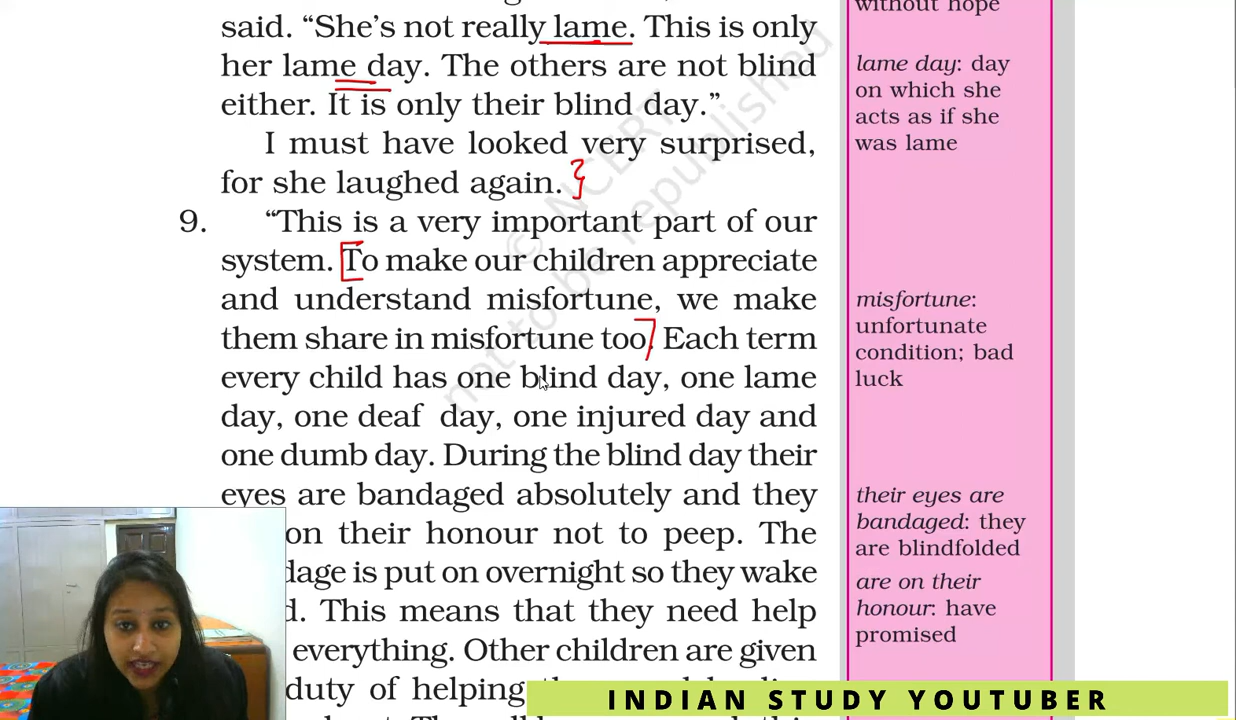 said. “She’s not really lame. This is only
her lame day. The others are not blind
either. It is only their blind day.”
I must have looked very surprised,
for she laughed again.
9. “This is a very important part of our
system. To make our children appreciate
and understand misfortune, we make
them share in misfortune too. Each term
every child has one blind day, one lame
day, one deaf day, one injured day and
one dumb day. During the blind day their
eyes are bandaged absolutely and they
on their honour not to peep. The
dage is put on overnight so they wake
d. This means that they need help
everything. Other children are given
duty of helping
without hope
lame day: day
on which she
acts as if she
was lame
misfortune:
unfortunate
condition; bad
luck
their eyes are
bandaged: they
are blindfolded
are on their
honour: have
promised
© NCERT
not to be republished
INDIAN STUDY YOUTUBER